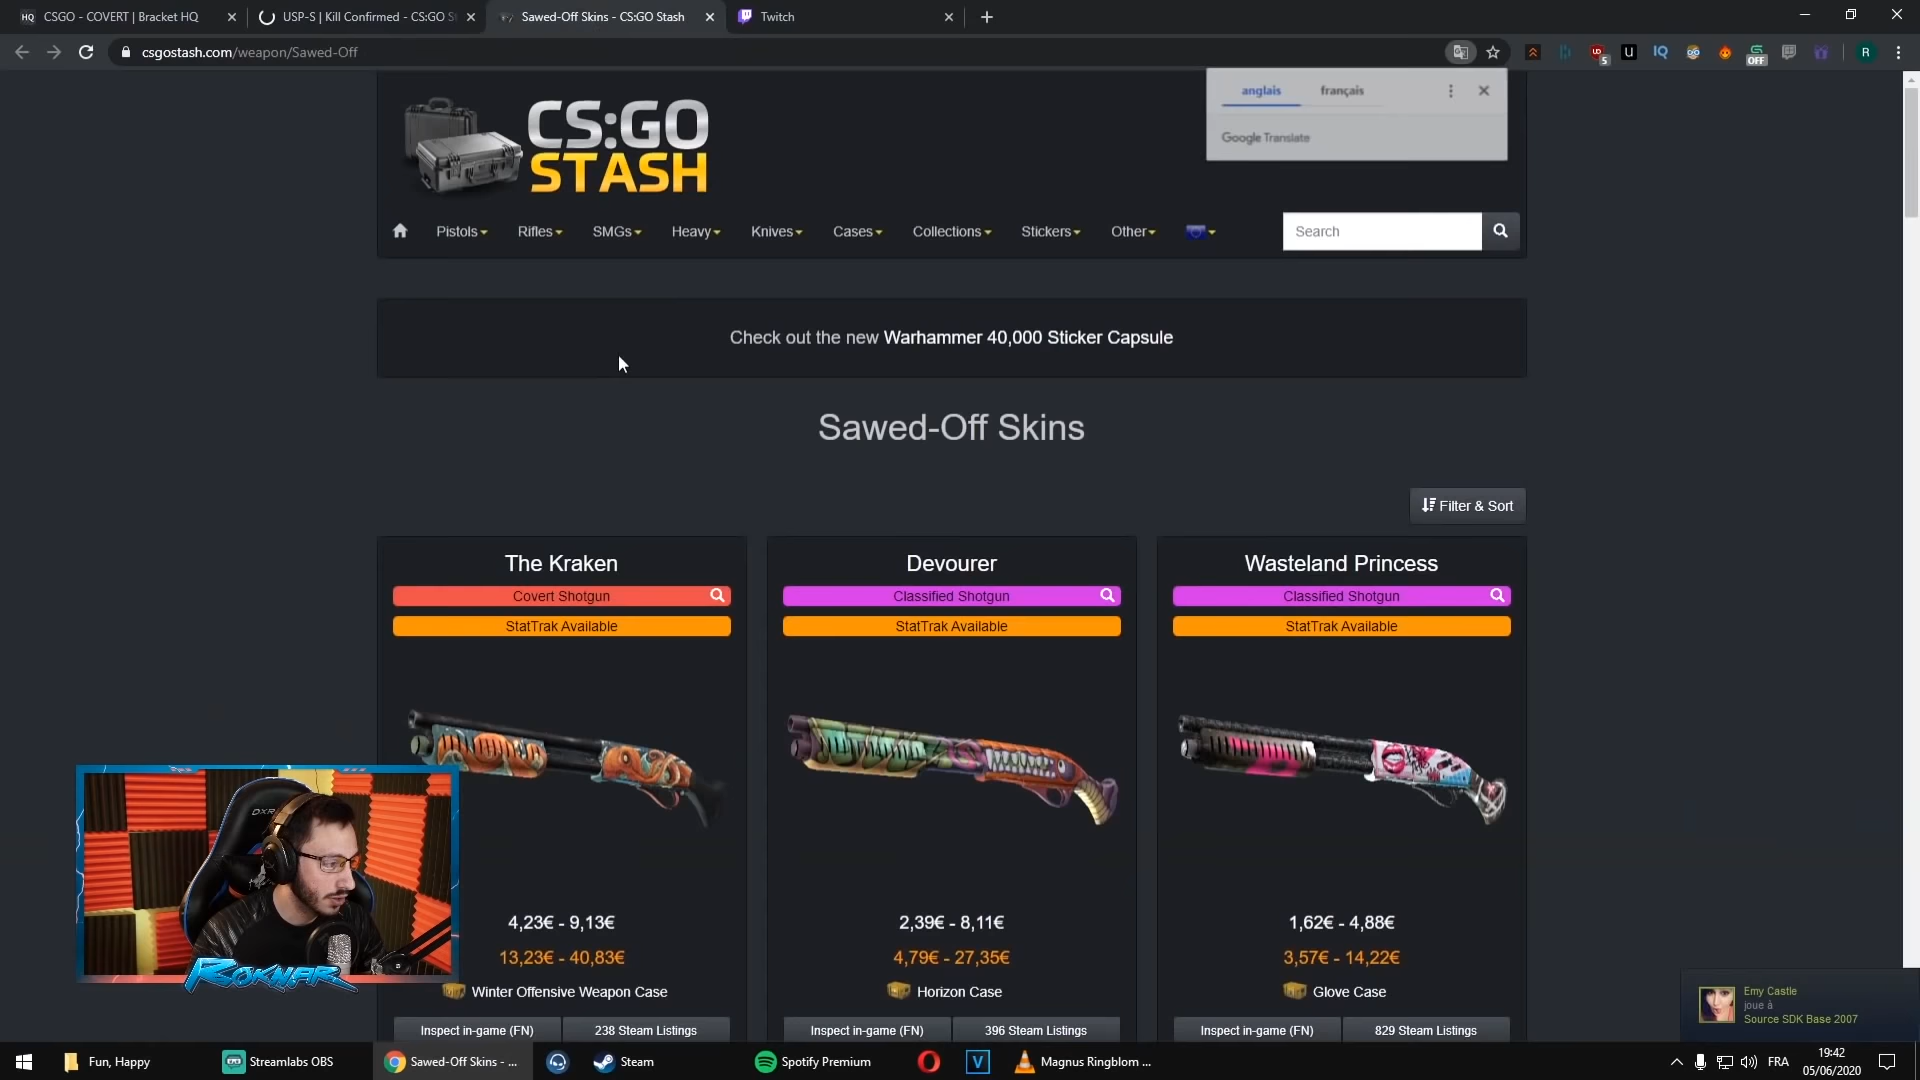 CSGO - COVERT | Bracket HQ
USP-S | Kill Confirmed - CS:GO S
Sawed-Off Skins - CS:GO Stash
Twitch
csgostash.com/weapon/Sawed-Off
5
U
IQ
OFF
R
anglais
français
Google Translate
CS:GO
STASH
Pistols
Rifles
SMGs
Heavy
Knives
Cases
Collections
Stickers
Other
Search
Check out the new Warhammer 40,000 Sticker Capsule
Sawed-Off Skins
Filter & Sort
The Kraken
Covert Shotgun
StatTrak Available
4,23€ - 9,13€
13,23€ - 40,83€
Winter Offensive Weapon Case
Inspect in-game (FN)
238 Steam Listings
Devourer
Classified Shotgun
StatTrak Available
2,39€ - 8,11€
4,79€ - 27,35€
Horizon Case
Inspect in-game (FN)
396 Steam Listings
Wasteland Princess
Classified Shotgun
StatTrak Available
1,62€ - 4,88€
3,57€ - 14,22€
Glove Case
Inspect in-game (FN)
829 Steam Listings
ROKNAR
Emy Castle
joue à
Source SDK Base 2007
Fun, Happy
Streamlabs OBS
Sawed-Off Skins - ...
Steam
Spotify Premium
V
Magnus Ringblom ...
FRA
19:42
05/06/2020